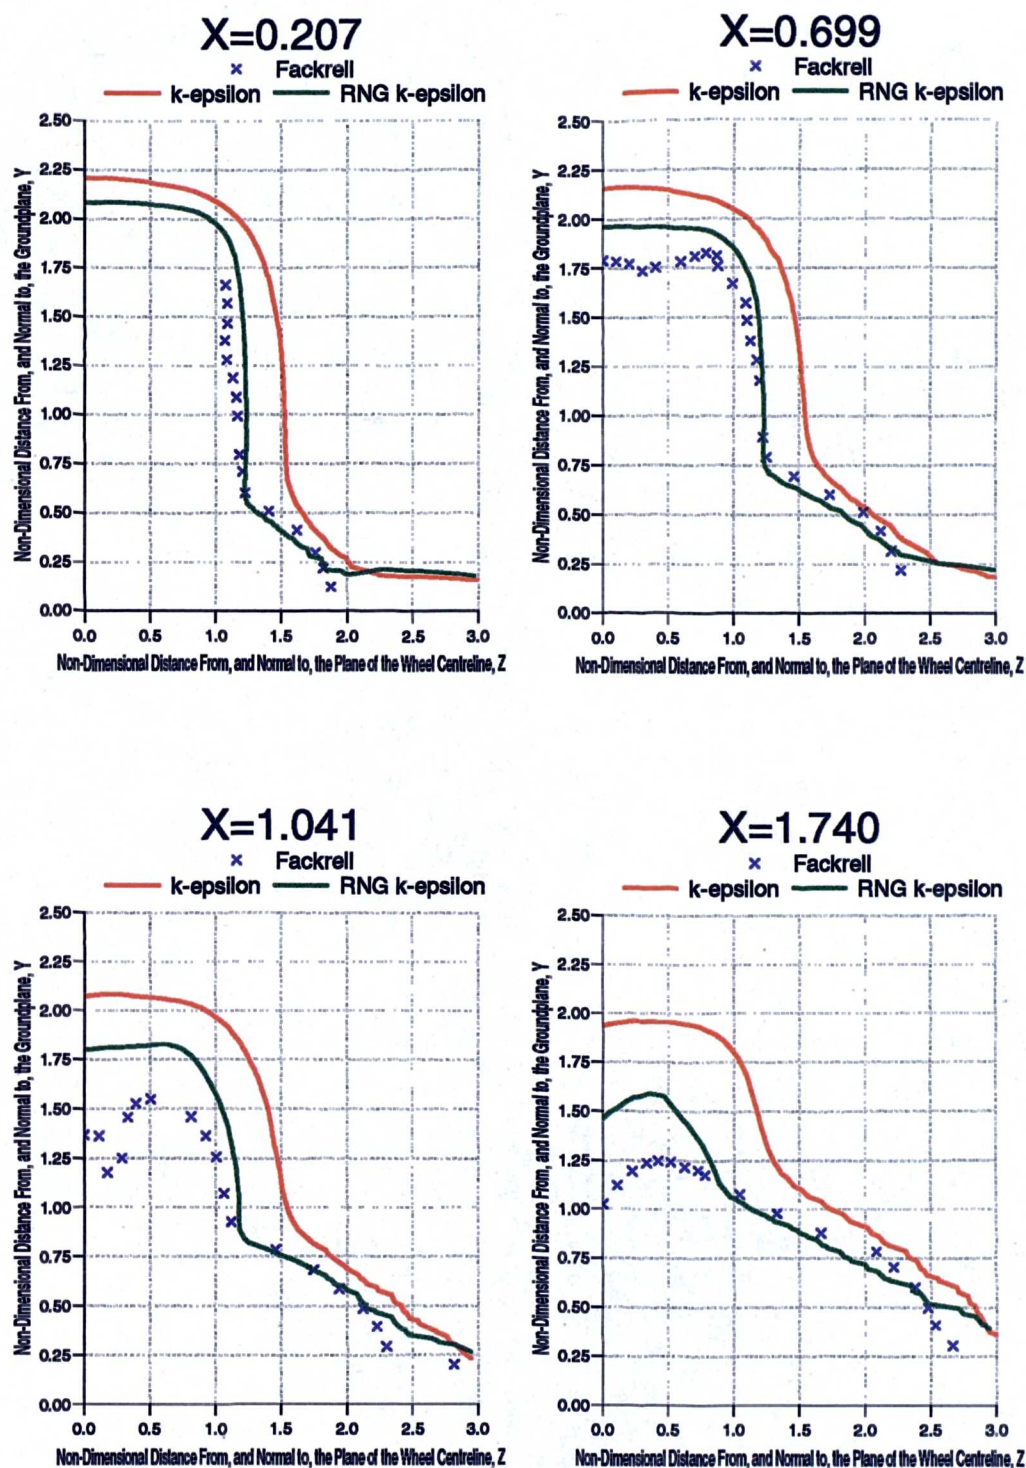 X=0.207
× Fackrell
k-epsilon RNG k-epsilon
Non-Dimensional Distance From, and Normal to, the Groundplane, Y
2.50
2.25
2.00
1.75
1.50
1.25
1.00
0.75
0.50
0.25
0.00
0.0 0.5 1.0 1.5 2.0 2.5 3.0
Non-Dimensional Distance From, and Normal to, the Plane of the Wheel Centreline, Z
X=0.699
× Fackrell
k-epsilon RNG k-epsilon
Non-Dimensional Distance From, and Normal to, the Groundplane, Y
2.50
2.25
2.00
1.75
1.50
1.25
1.00
0.75
0.50
0.25
0.00
0.0 0.5 1.0 1.5 2.0 2.5 3.0
Non-Dimensional Distance From, and Normal to, the Plane of the Wheel Centreline, Z
X=1.041
× Fackrell
k-epsilon RNG k-epsilon
Non-Dimensional Distance From, and Normal to, the Groundplane, Y
2.50
2.25
2.00
1.75
1.50
1.25
1.00
0.75
0.50
0.25
0.00
0.0 0.5 1.0 1.5 2.0 2.5 3.0
Non-Dimensional Distance From, and Normal to, the Plane of the Wheel Centreline, Z
X=1.740
× Fackrell
k-epsilon RNG k-epsilon
Non-Dimensional Distance From, and Normal to, the Groundplane, Y
2.50
2.25
2.00
1.75
1.50
1.25
1.00
0.75
0.50
0.25
0.00
0.0 0.5 1.0 1.5 2.0 2.5 3.0
Non-Dimensional Distance From, and Normal to, the Plane of the Wheel Centreline, Z